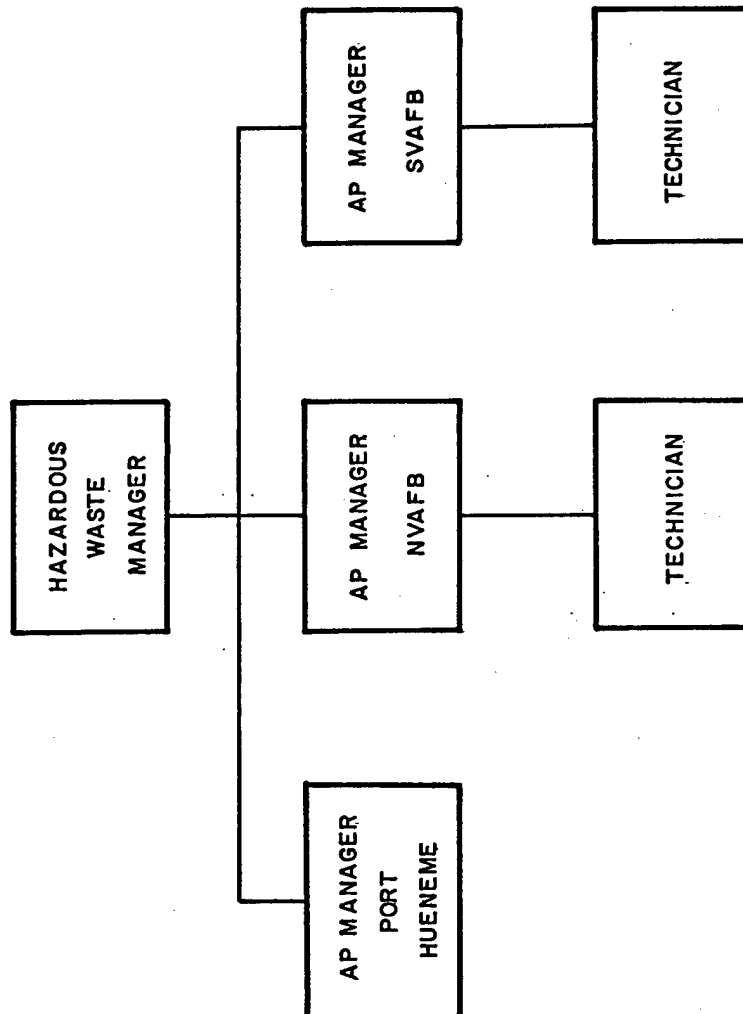 HAZARDOUS
WASTE
MANAGER
AP MANAGER
PORT
HUENEME
AP MANAGER
NVAFB
AP MANAGER
SVAFB
TECHNICIAN
TECHNICIAN